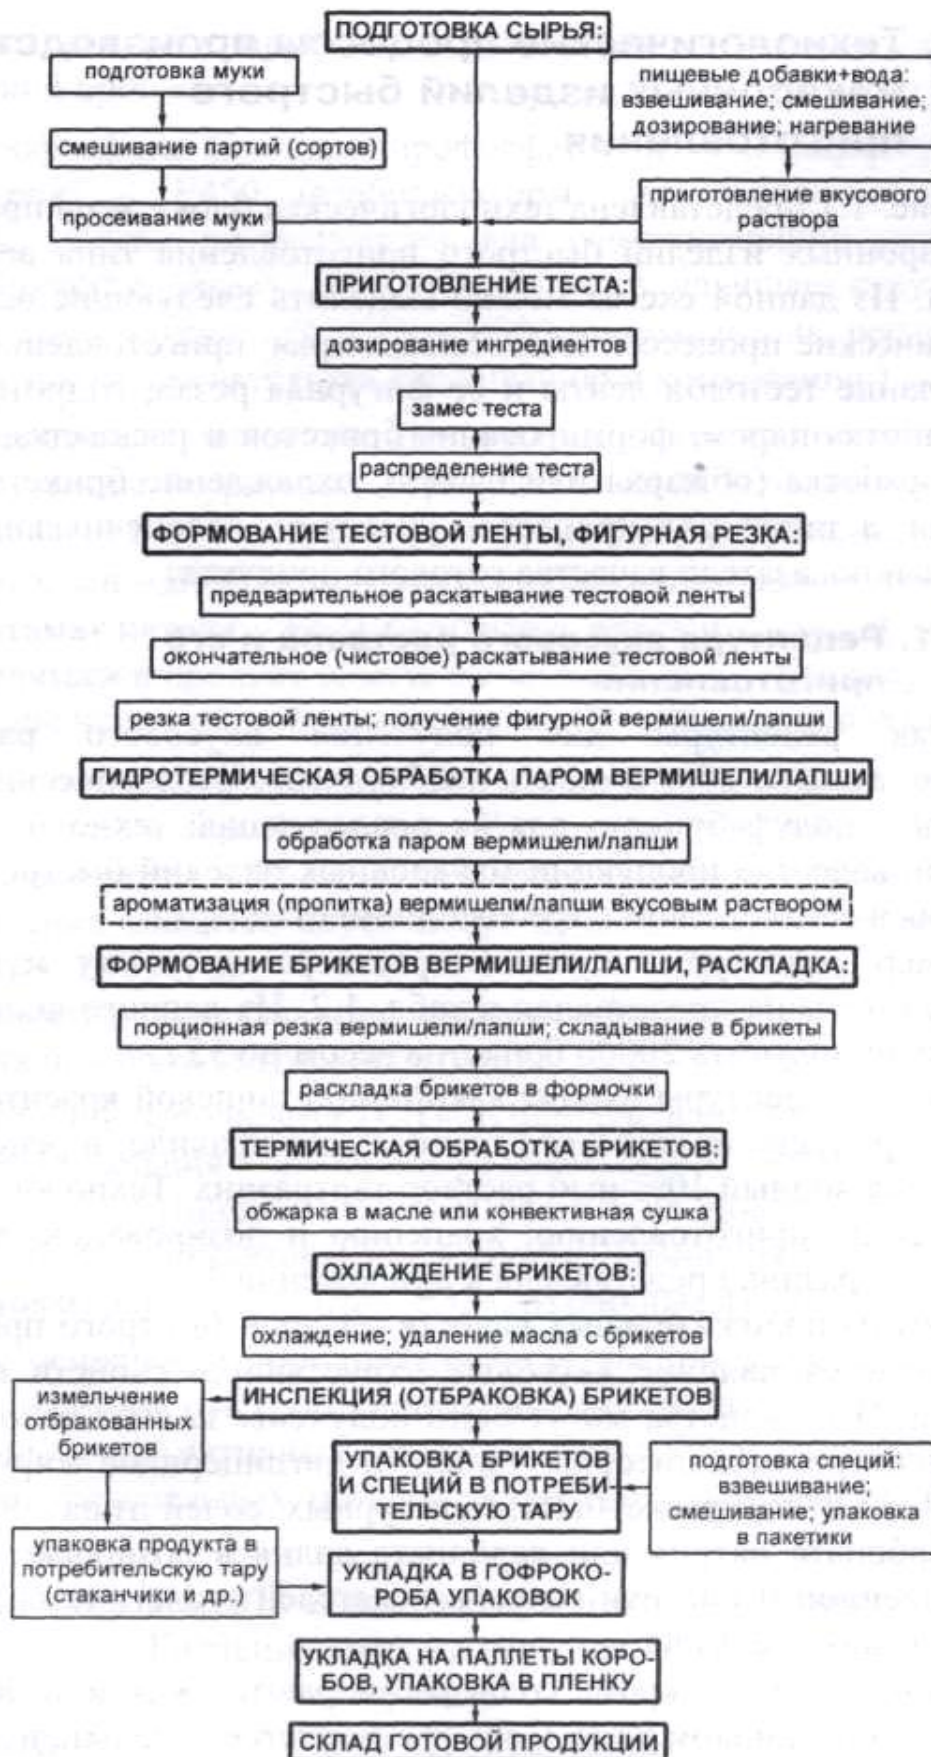 ПОДГОТОВКА СЫРЬЯ:
подготовка муки
смешивание партий (сортов)
просеивание муки
пищевые добавки+вода:
взвешивание; смешивание;
дозирование; нагревание
приготовление вкусового
раствора
ПРИГОТОВЛЕНИЕ ТЕСТА:
дозирование ингредиентов
замес теста
распределение теста
ФОРМОВАНИЕ ТЕСТОВОЙ ЛЕНТЫ, ФИГУРНАЯ РЕЗКА:
предварительное раскатывание тестовой ленты
окончательное (чистовое) раскатывание тестовой ленты
резка тестовой ленты; получение фигурной вермишели/лапши
ГИДРОТЕРМИЧЕСКАЯ ОБРАБОТКА ПАРОМ ВЕРМИШЕЛИ/ЛАПШИ
обработка паром вермишели/лапши
ароматизация (пропитка) вермишели/лапши вкусовым раствором
ФОРМОВАНИЕ БРИКЕТОВ ВЕРМИШЕЛИ/ЛАПШИ, РАСКЛАДКА:
порционная резка вермишели/лапши; складывание в брикеты
раскладка брикетов в формочки
ТЕРМИЧЕСКАЯ ОБРАБОТКА БРИКЕТОВ:
обжарка в масле или конвективная сушка
ОХЛАЖДЕНИЕ БРИКЕТОВ:
охлаждение; удаление масла с брикетов
ИНСПЕКЦИЯ (ОТБРАКОВКА) БРИКЕТОВ
измельчение
отбракованных
брикетов
УПАКОВКА БРИКЕТОВ
И СПЕЦИЙ В ПОТРЕБИ-
ТЕЛЬСКУЮ ТАРУ
подготовка специй:
взвешивание;
смешивание; упаковка
в пакетики
упаковка продукта в
потребительскую тару
(стаканчики и др.)
УКЛАДКА В ГОФРОКО-
РОБА УПАКОВОК
УКЛАДКА НА ПАЛЛЕТЫ КОРО-
БОВ, УПАКОВКА В ПЛЕНКУ
СКЛАД ГОТОВОЙ ПРОДУКЦИИ